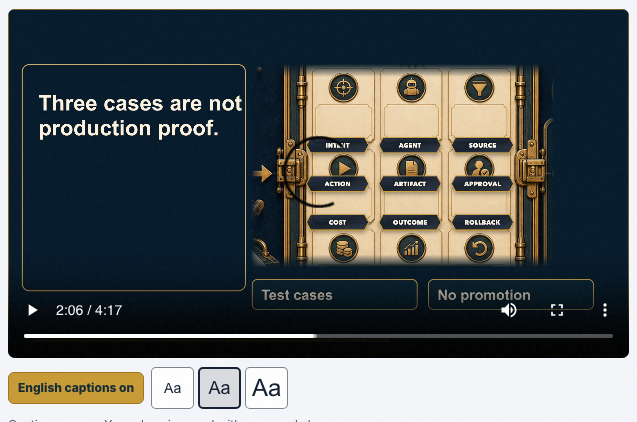 Three cases are not
production proof.
INTENT
AGENT
SOURCE
ACTION
ARTIFACT
APPROVAL
COST
OUTCOME
ROLLBACK
Test cases
No promotion
2:06 / 4:17
English captions on
Aa
Aa
Aa